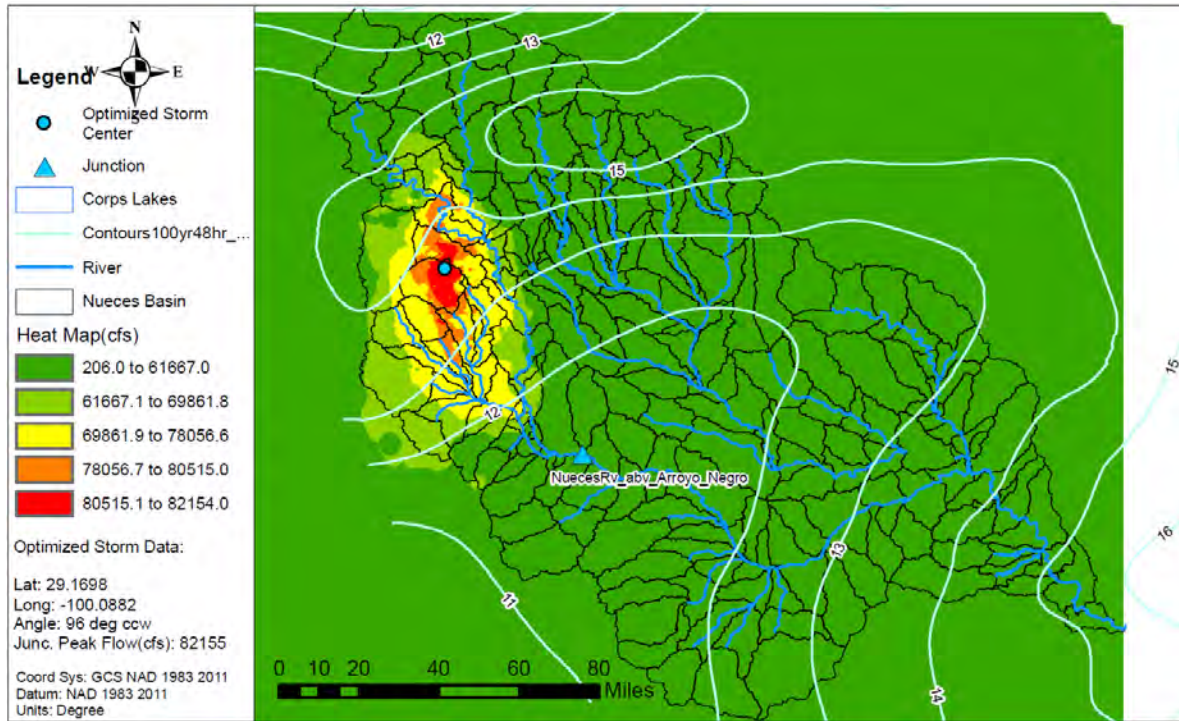 N
W
E
S
Legend
Optimized Storm
Center
Junction
Corps Lakes
Contours100yr48hr_...
River
Nueces Basin
Heat Map(cfs)
206.0 to 61667.0
61667.1 to 69861.8
69861.9 to 78056.6
78056.7 to 80515.0
80515.1 to 82154.0
Optimized Storm Data:
Lat: 29.1698
Long: -100.0882
Angle: 96 deg ccw
Junc. Peak Flow(cfs): 82155
Coord Sys: GCS NAD 1983 2011
Datum: NAD 1983 2011
Units: Degree
12
13
15
15
12
NuecesRv_abv_Arroyo_Negro
16
13
11
14
0 10 20 40 60 80
Miles